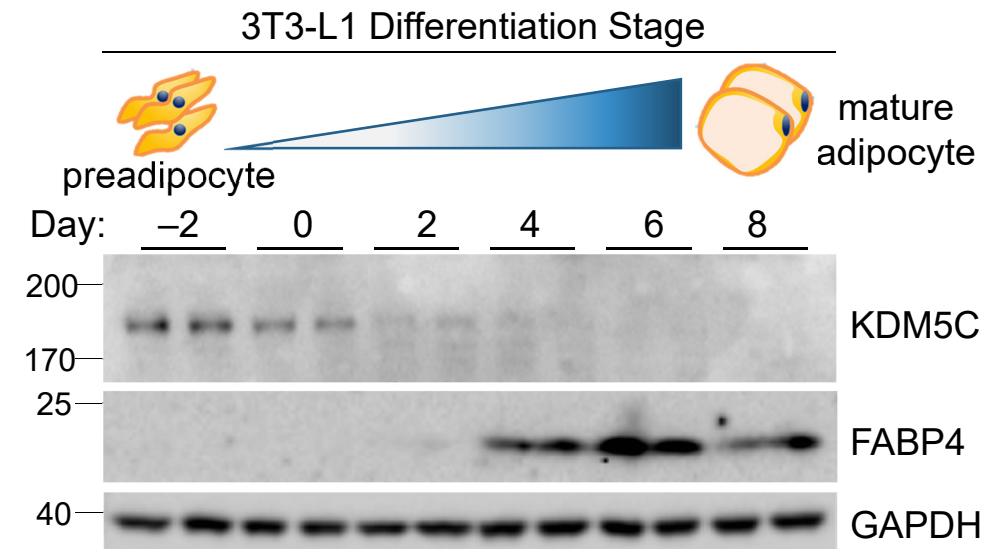 3T3-L1 Differentiation Stage
preadipocyte
mature
adipocyte
Day: –2 0 2 4 6 8
200
170
KDM5C
25
FABP4
40
GAPDH